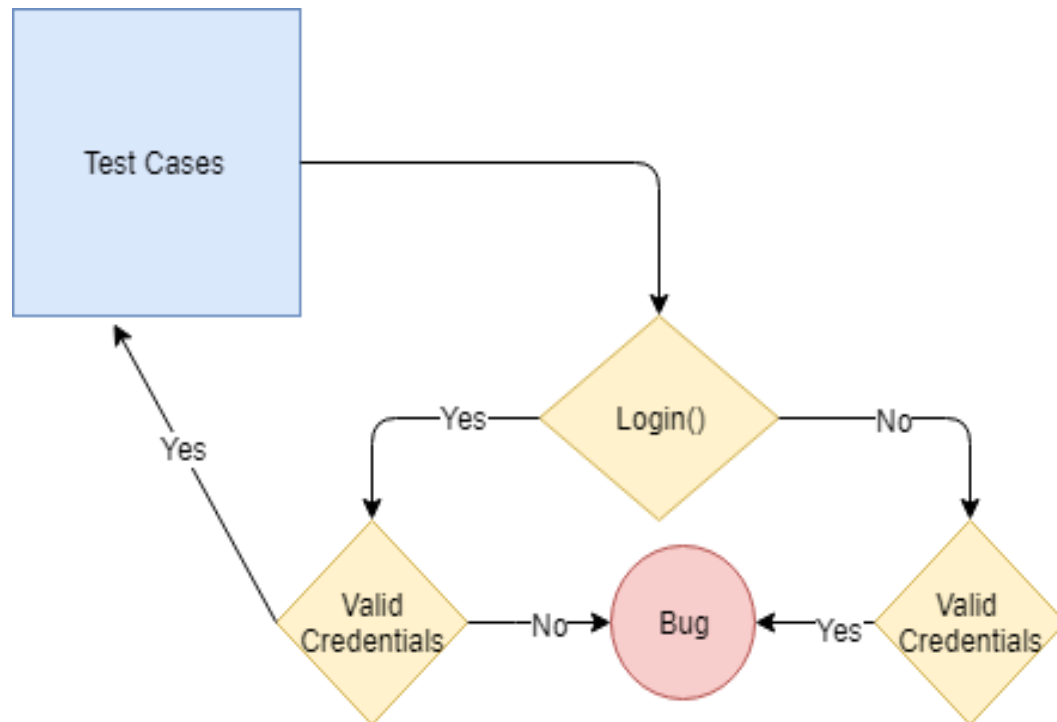 Test Cases
Login()
Yes
No
Yes
Valid
Credentials
No
Bug
Yes
Valid
Credentials